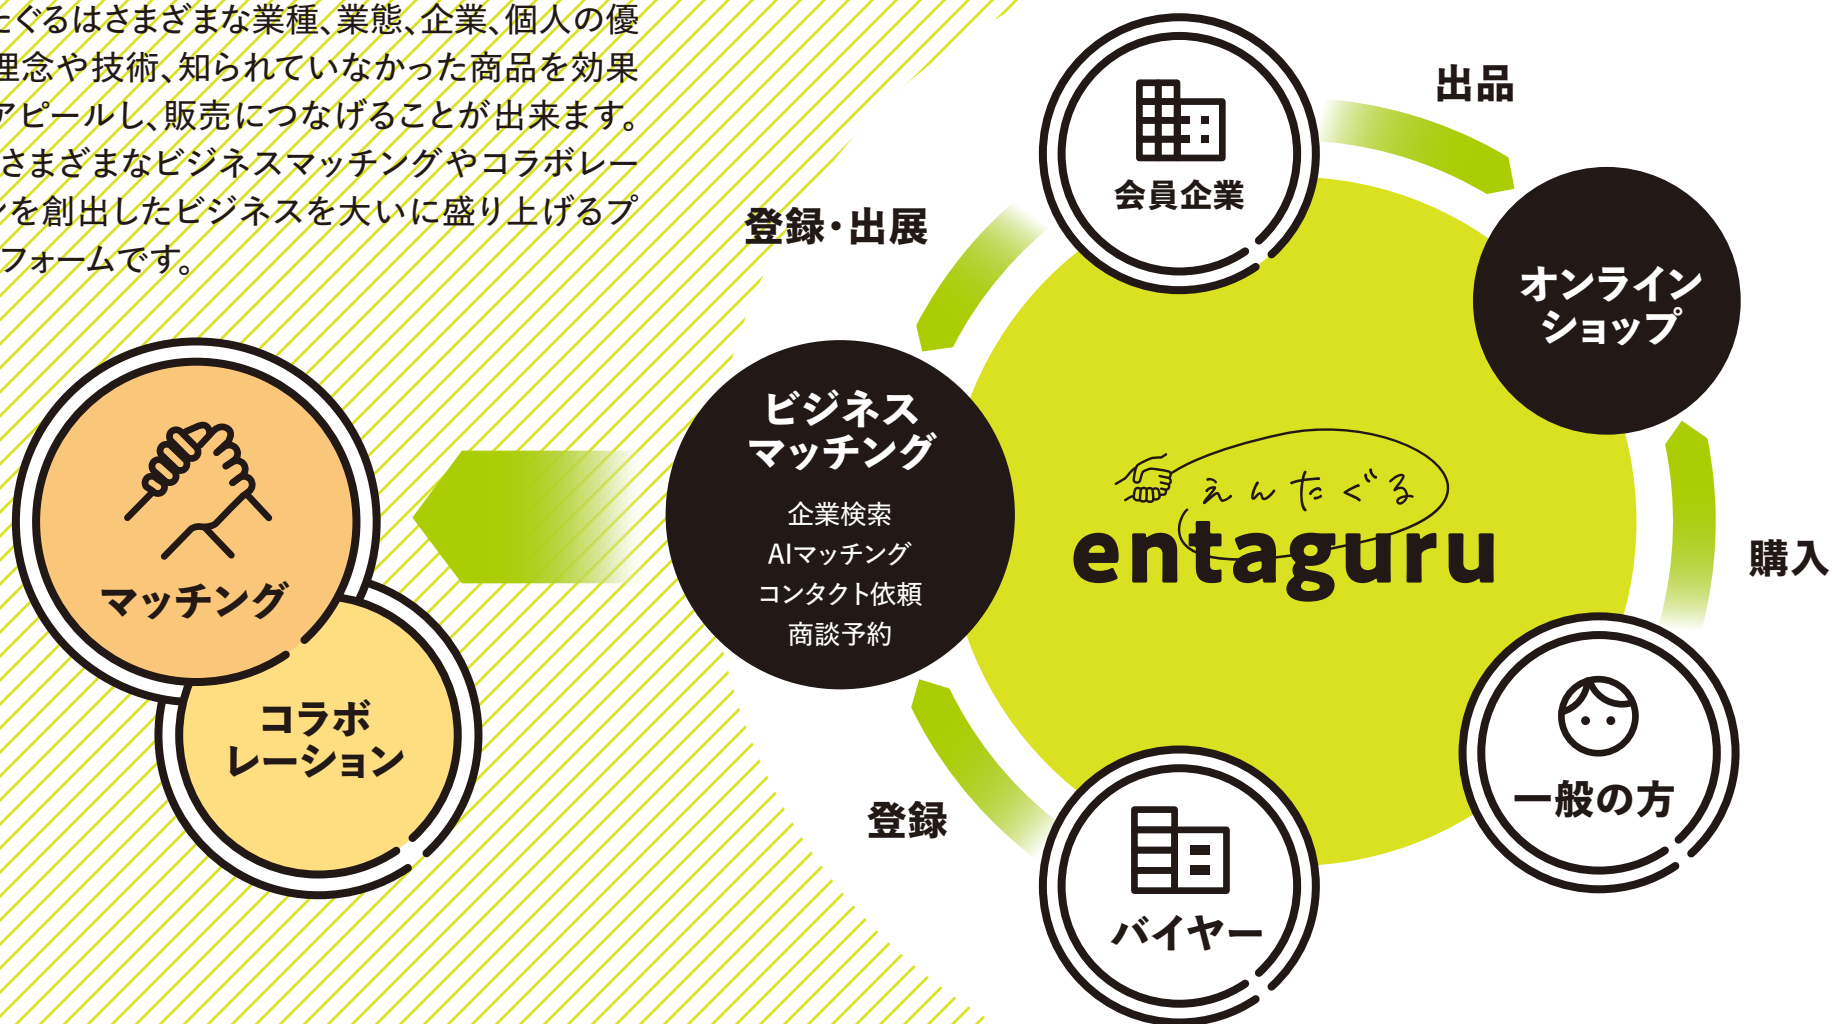 たぐるはさまざまな業種、業態、企業、個人の優
理念や技術、知られていなかった商品を効果
アピールし、販売につなげることが出来ます。
さまざまなビジネスマッチングやコラボレー
ンを創出したビジネスを大いに盛り上げるプ
フォームです。
出品
会員企業
登録・出展
オンライン
ショップ
ビジネス
マッチング
企業検索
AIマッチング
コンタクト依頼
商談予約
えんたぐる
entaguru
購入
マッチング
コラボ
レーション
一般の方
登録
バイヤー